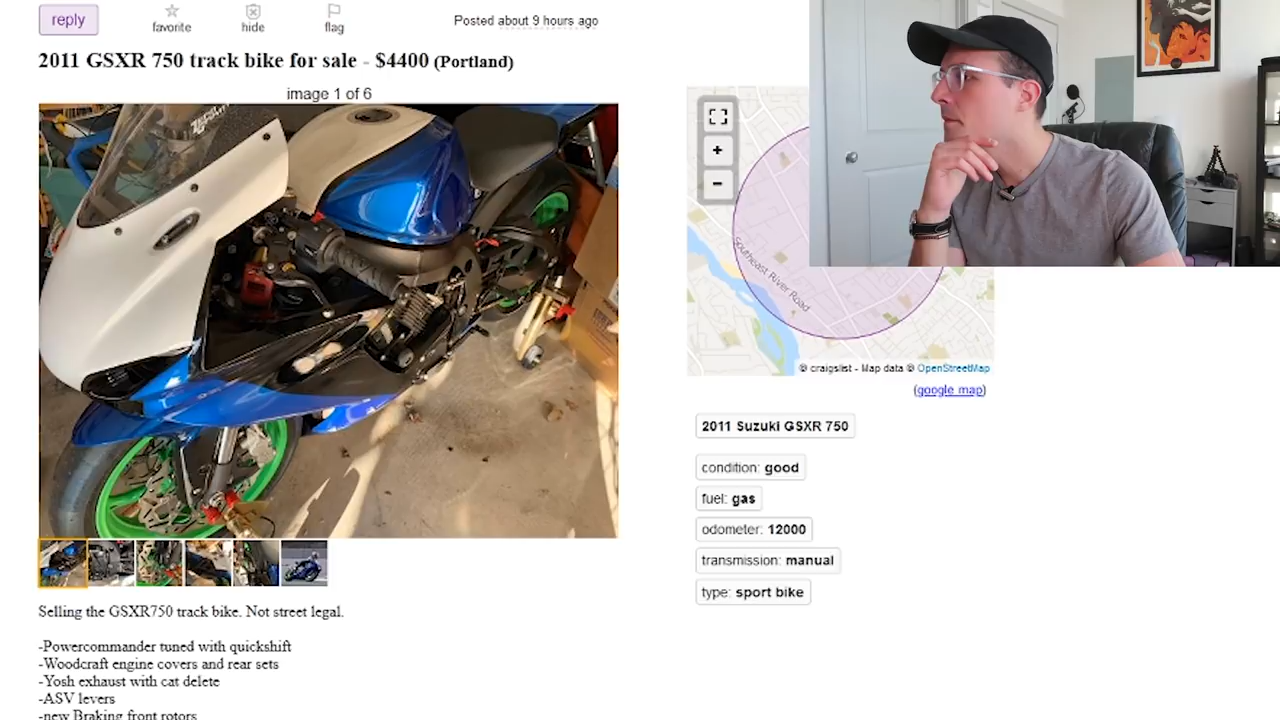 reply
favorite
hide
flag
Posted about 9 hours ago
2011 GSXR 750 track bike for sale - $4400 (Portland)
image 1 of 6
+
−
Southeast River Road
© craigslist - Map data © OpenStreetMap
(google map)
2011 Suzuki GSXR 750
condition: good
fuel: gas
odometer: 12000
transmission: manual
type: sport bike
Selling the GSXR750 track bike. Not street legal.
-Powercommander tuned with quickshift
-Woodcraft engine covers and rear sets
-Yosh exhaust with cat delete
-ASV levers
-new Braking front rotors